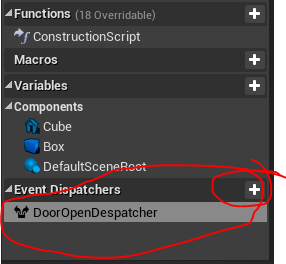 Functions (18 Overridable)
ConstructionScript
Macros
Variables
Components
Cube
Box
DefaultSceneRoot
Event Dispatchers
DoorOpenDespatcher